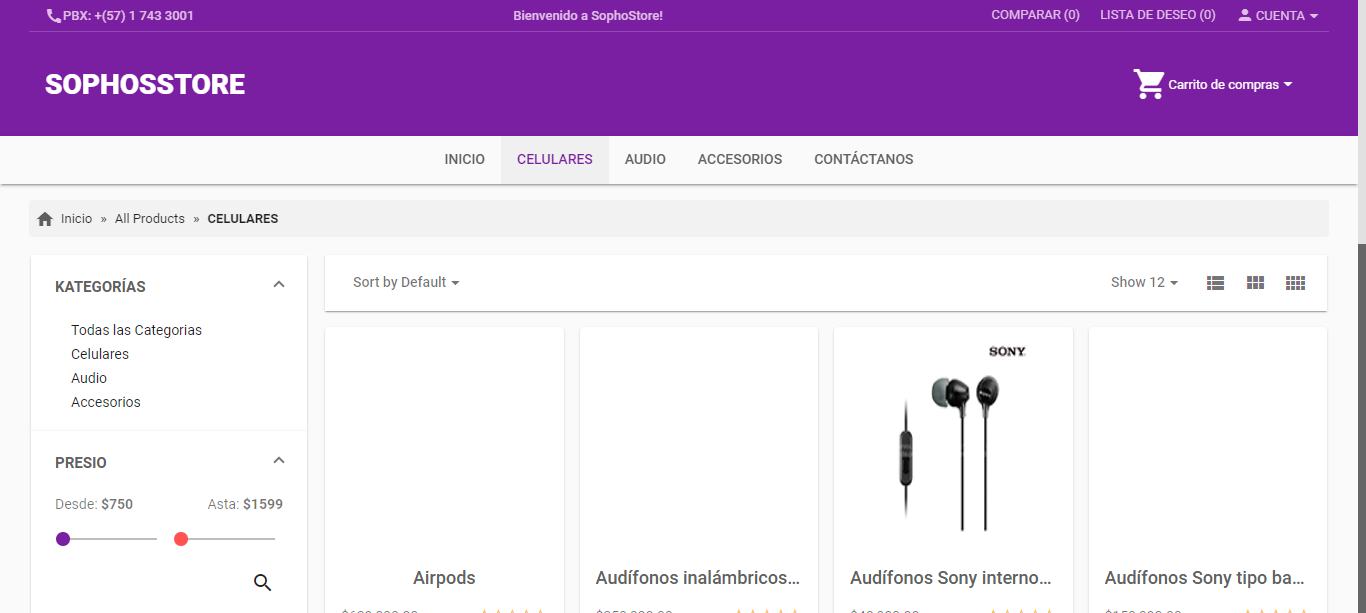 PBX: +(57) 1 743 3001
Bienvenido a SophoStore!
COMPARAR (0) LISTA DE DESEO (0) CUENTA
SOPHOSSTORE
Carrito de compras
INICIO CELULARES AUDIO ACCESORIOS CONTÁCTANOS
Inicio » All Products » CELULARES
KATEGORÍAS
Todas las Categorias
Celulares
Audio
Accesorios
PRESIO
Desde: $750 Asta: $1599
Sort by Default
Show 12
SONY
Airpods
Audífonos inalámbricos...
Audífonos Sony interno...
Audífonos Sony tipo ba...